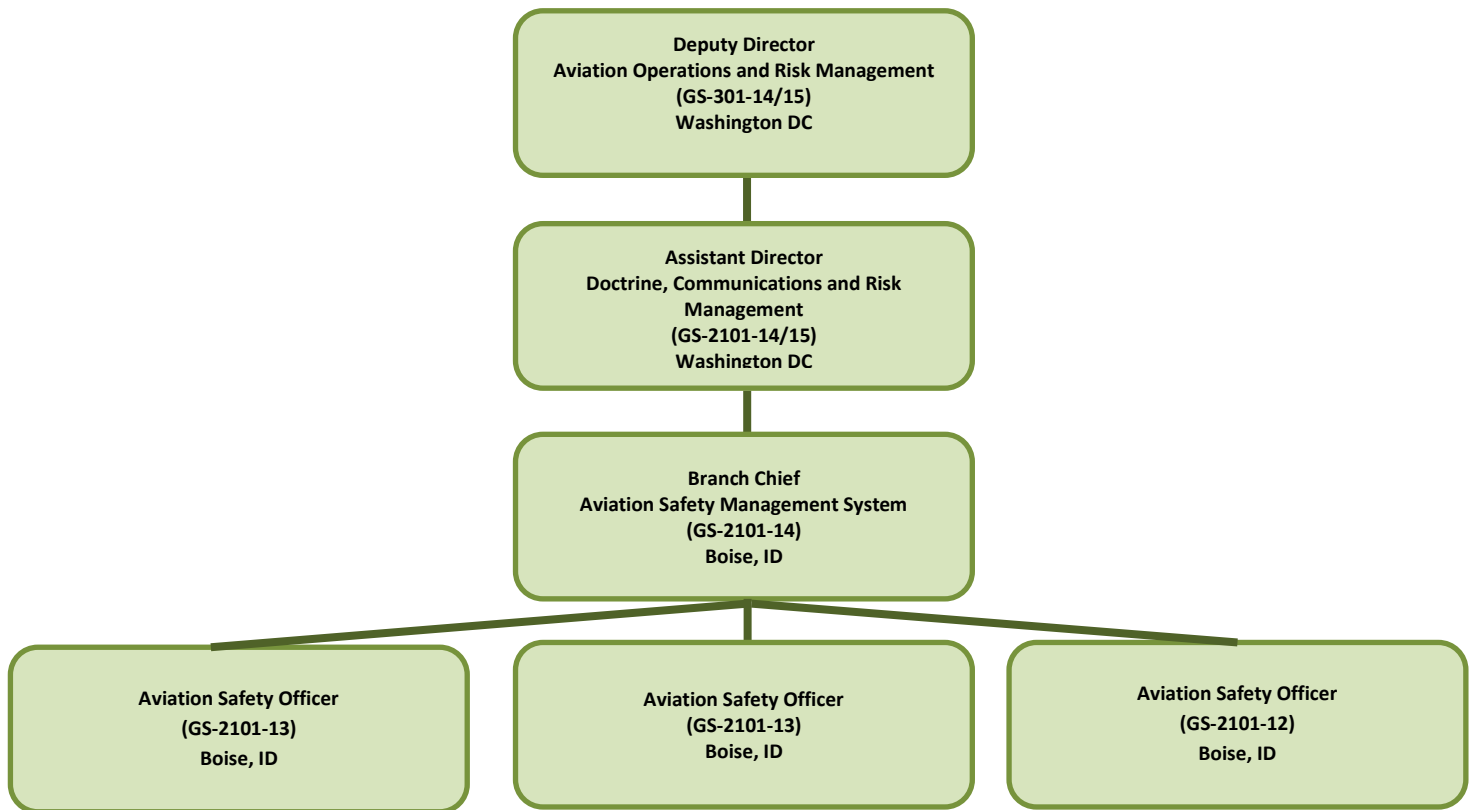 Deputy Director
Aviation Operations and Risk Management
(GS-301-14/15)
Washington DC
Assistant Director
Doctrine, Communications and Risk
Management
(GS-2101-14/15)
Washington DC
Branch Chief
Aviation Safety Management System
(GS-2101-14)
Boise, ID
Aviation Safety Officer
(GS-2101-13)
Boise, ID
Aviation Safety Officer
(GS-2101-13)
Boise, ID
Aviation Safety Officer
(GS-2101-12)
Boise, ID